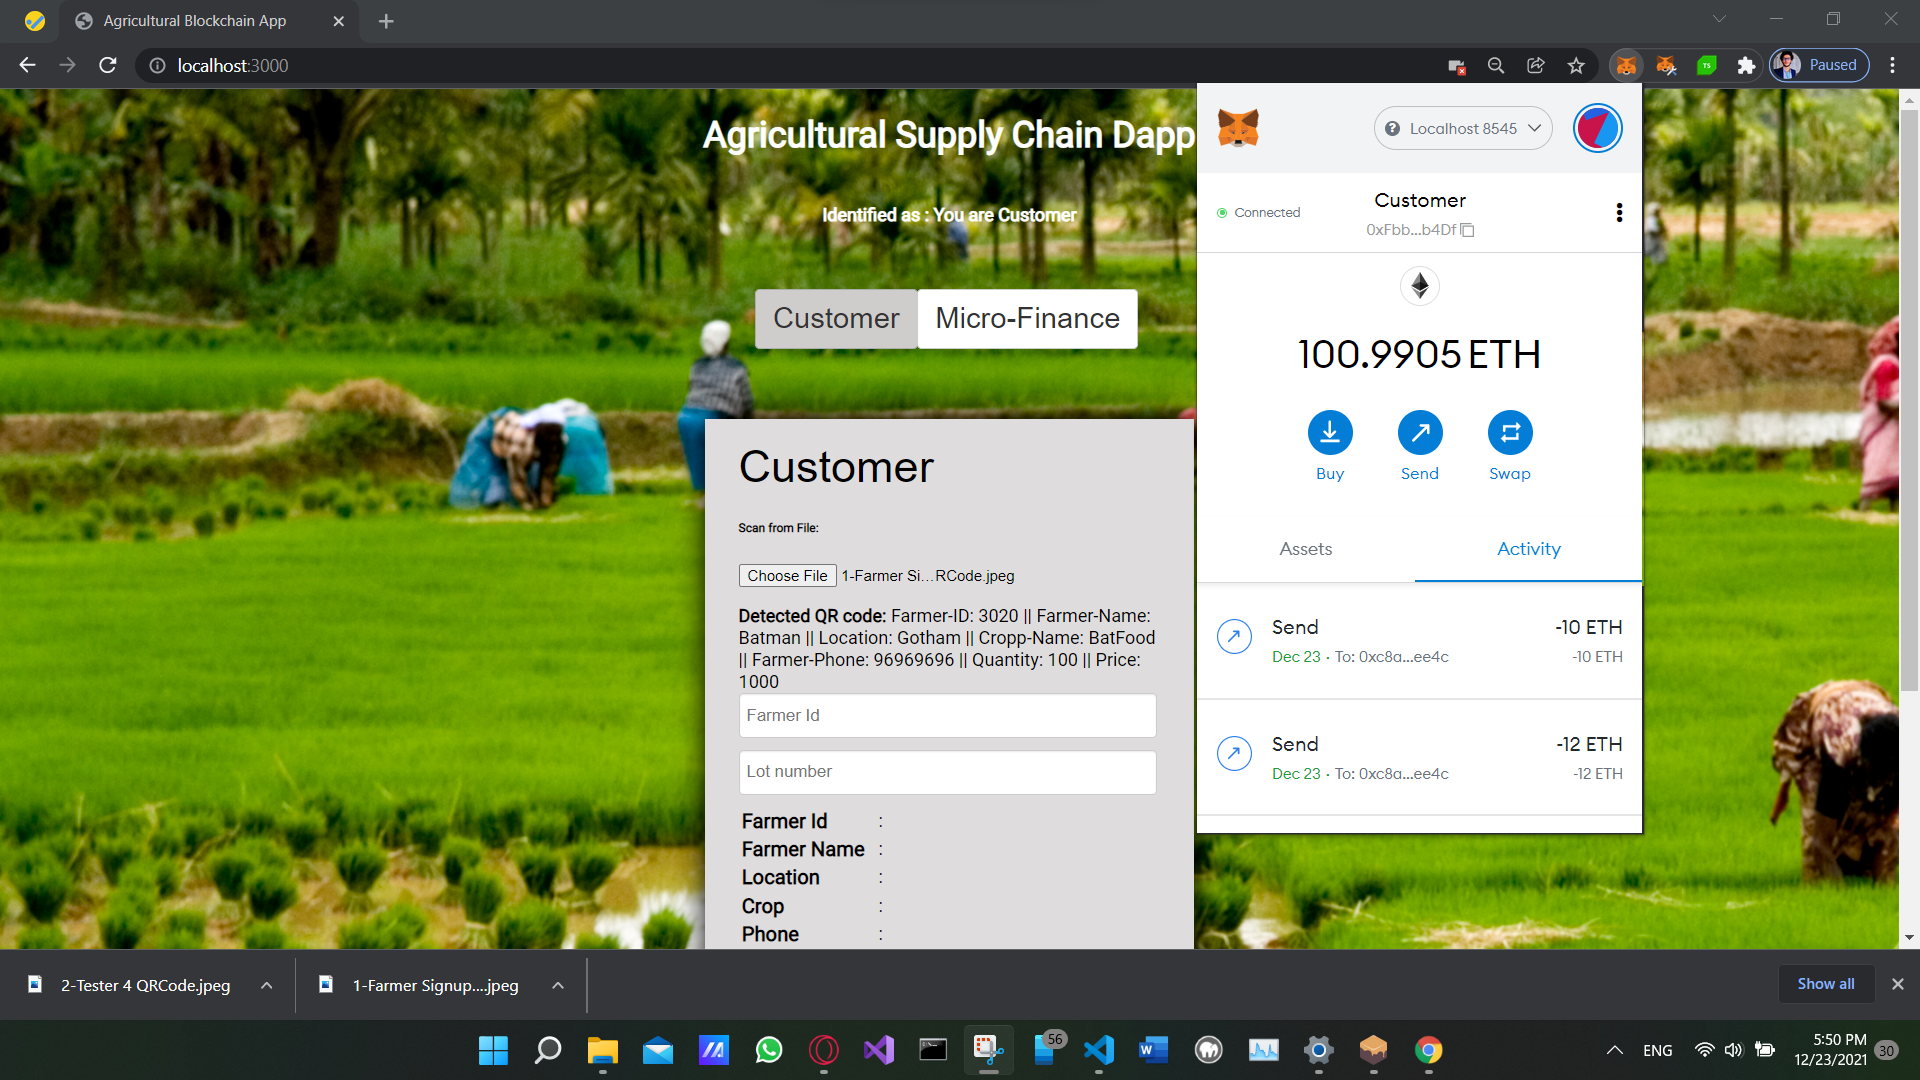 Agricultural Blockchain App
localhost:3000
TS
Paused
Agricultural Supply Chain Dapp
Identified as : You are Customer
Customer
Micro-Finance
Customer
Scan from File:
Choose File 1-Farmer Si...RCode.jpeg
Detected QR code: Farmer-ID: 3020 || Farmer-Name:
Batman || Location: Gotham || Cropp-Name: BatFood
|| Farmer-Phone: 96969696 || Quantity: 100 || Price:
1000
Farmer Id
Lot number
Farmer Id :
Farmer Name :
Location :
Crop :
Phone :
Localhost 8545
Connected
Customer
0xFbb...b4Df
100.9905 ETH
Buy
Send
Swap
Assets
Activity
Send -10 ETH
Dec 23 · To: 0xc8a...ee4c -10 ETH
Send -12 ETH
Dec 23 · To: 0xc8a...ee4c -12 ETH
2-Tester 4 QRCode.jpeg
1-Farmer Signup....jpeg
Show all
56
W
ENG
5:50 PM
12/23/2021
30